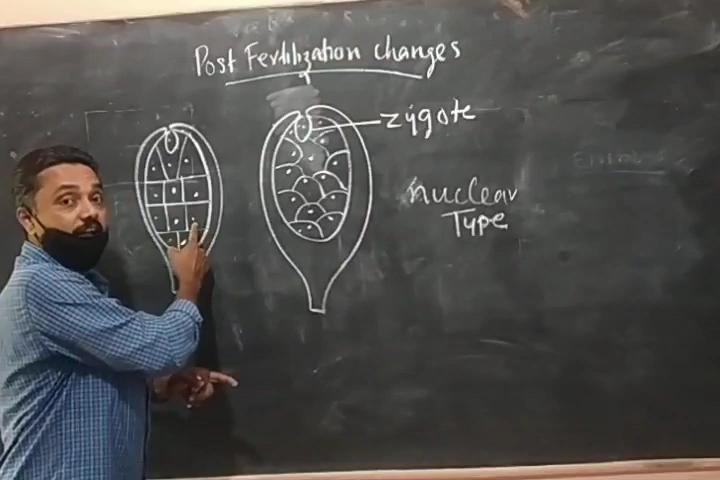 Post Fertilization changes
zygote
nuclear
Type